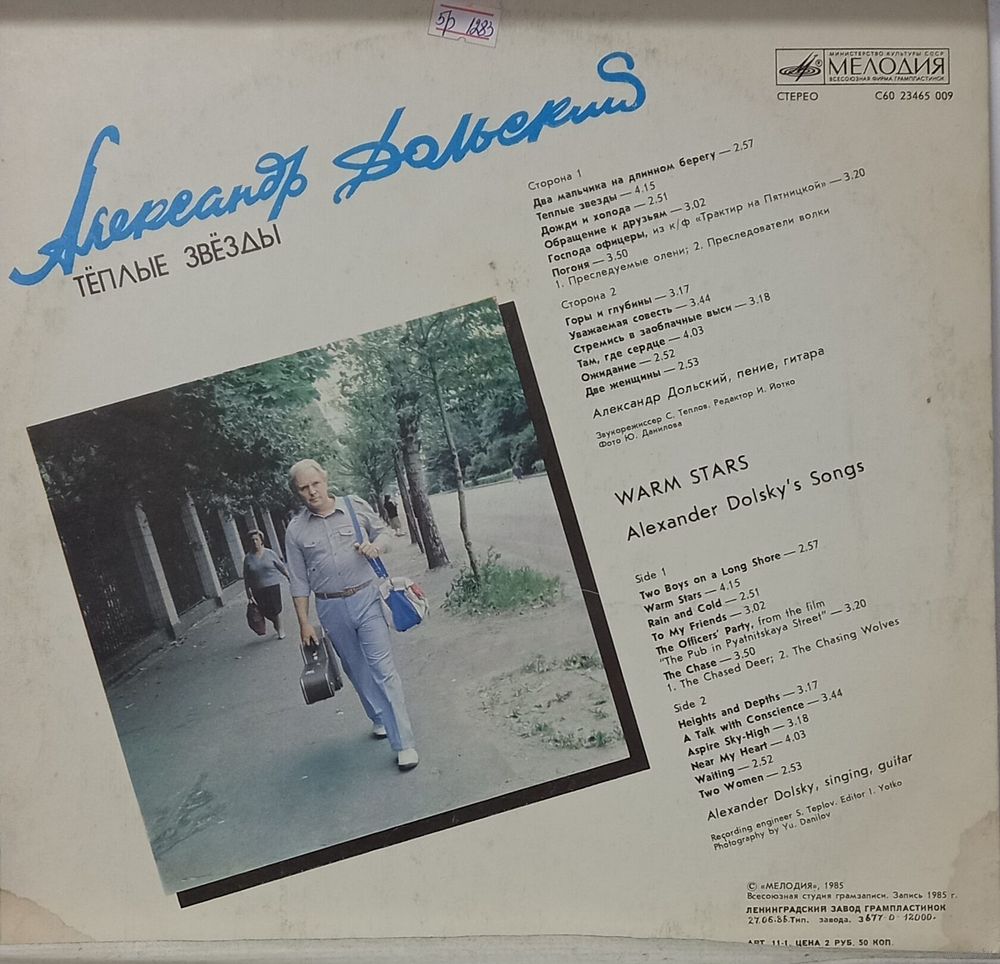 5р 1283
МИНИСТЕРСТВО КУЛЬТУРЫ СССР
МЕЛОДИЯ
ВСЕСОЮЗНАЯ ФИРМА ГРАМПЛАСТИНОК
СТЕРЕО С60 23465 009
Александр Дольский
ТЁПЛЫЕ ЗВЁЗДЫ
Сторона 1
Два мальчика на длинном берегу — 2.57
Теплые звезды — 4.15
Дожди и холода — 2.51
Обращение к друзьям — 3.02
Господа офицеры, из к/ф «Трактир на Пятницкой» — 3.20
Погоня — 3.50
1. Преследуемые олени; 2. Преследователи волки
Сторона 2
Горы и глубины — 3.17
Уважаемая совесть — 3.44
Стремись в заоблачные выси — 3.18
Там, где сердце — 4.03
Ожидание — 2.52
Две женщины — 2.53
Александр Дольский, пение, гитара
Звукорежиссер С. Теплов. Редактор И. Йотко
Фото Ю. Данилова
WARM STARS
Alexander Dolsky's Songs
Side 1
Two Boys on a Long Shore — 2.57
Warm Stars — 4.15
Rain and Cold — 2.51
To My Friends — 3.02
The Officers' Party, from the film
"The Pub in Pyatnitskaya Street" — 3.20
The Chase — 3.50
1. The Chased Deer; 2. The Chasing Wolves
Side 2
Heights and Depths — 3.17
A Talk with Conscience — 3.44
Aspire Sky-High — 3.18
Near My Heart — 4.03
Waiting — 2.52
Two Women — 2.53
Alexander Dolsky, singing, guitar
Recording engineer S. Teplov. Editor I. Yotko
Photography by Yu. Danilov
© «МЕЛОДИЯ», 1985
Всесоюзная студия грамзаписи. Запись 1985 г.
ЛЕНИНГРАДСКИЙ ЗАВОД ГРАМПЛАСТИНОК
27.06.86. Тип. завода. 3677-0-12000.
АРТ. 11-1. ЦЕНА 2 РУБ. 50 КОП.